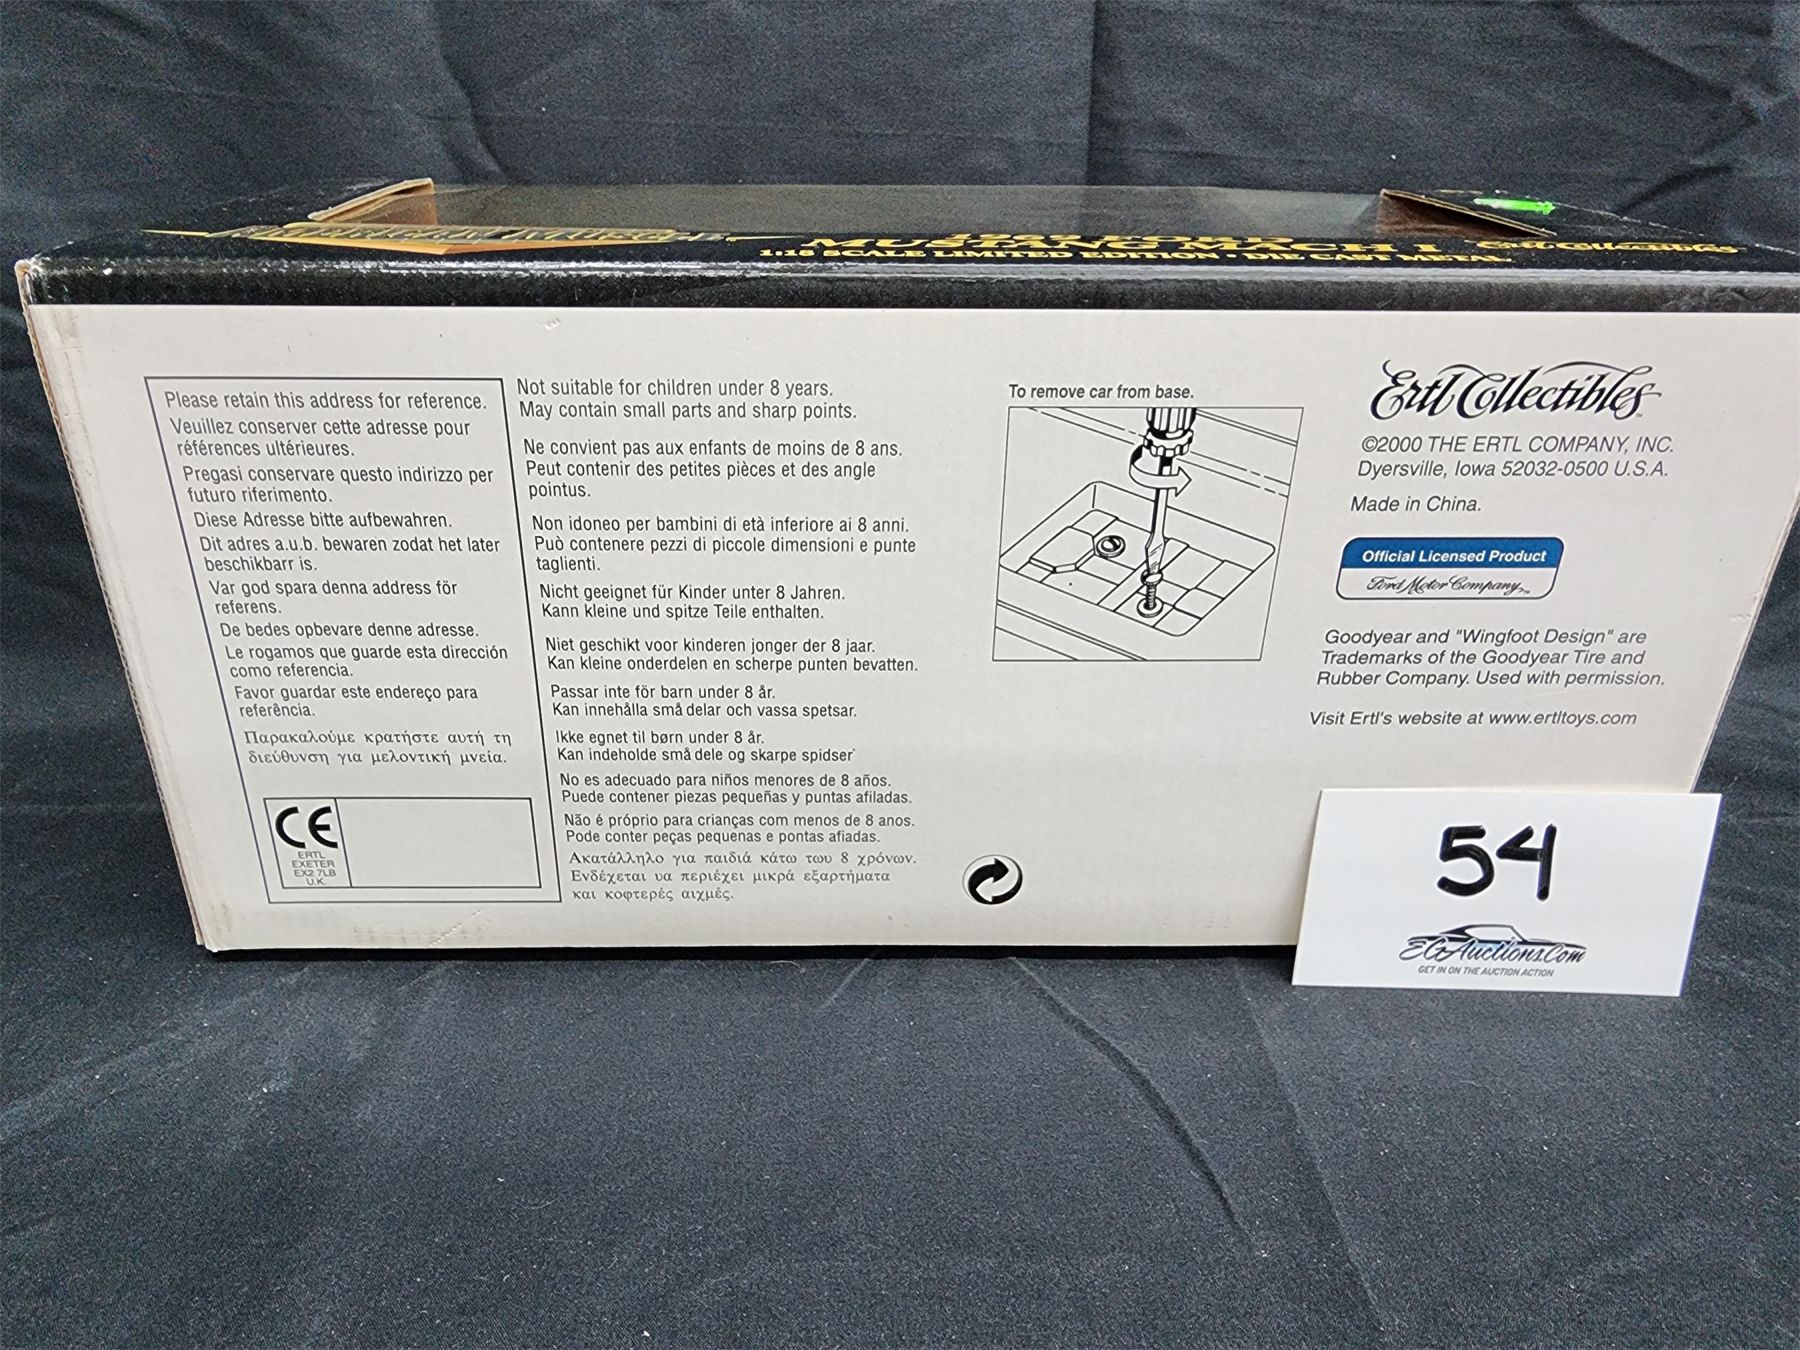 1969 FORD
MUSTANG MACH I
1:18 SCALE LIMITED EDITION • DIE CAST METAL
Ertl Collectibles
Please retain this address for reference.
Veuillez conserver cette adresse pour
références ultérieures.
Pregasi conservare questo indirizzo per
futuro riferimento.
Diese Adresse bitte aufbewahren.
Dit adres a.u.b. bewaren zodat het later
beschikbarr is.
Var god spara denna address för
referens.
De bedes opbevare denne adresse.
Le rogamos que guarde esta dirección
como referencia.
Favor guardar este endereço para
referência.
Παρακαλούμε κρατήστε αυτή τη
διεύθυνση για μελοντική μνεία.
CE
ERTL
EXETER
EX2 7LB
U.K.
Not suitable for children under 8 years.
May contain small parts and sharp points.
Ne convient pas aux enfants de moins de 8 ans.
Peut contenir des petites pièces et des angle
pointus.
Non idoneo per bambini di età inferiore ai 8 anni.
Può contenere pezzi di piccole dimensioni e punte
taglienti.
Nicht geeignet für Kinder unter 8 Jahren.
Kann kleine und spitze Teile enthalten.
Niet geschikt voor kinderen jonger der 8 jaar.
Kan kleine onderdelen en scherpe punten bevatten.
Passar inte för barn under 8 år.
Kan innehålla små delar och vassa spetsar.
Ikke egnet til børn under 8 år.
Kan indeholde små dele og skarpe spidser
No es adecuado para niños menores de 8 años.
Puede contener piezas pequeñas y puntas afiladas.
Não é próprio para crianças com menos de 8 anos.
Pode conter peças pequenas e pontas afiadas.
Ακατάλληλο για παιδιά κάτω του 8 χρόνων.
Ενδέχεται υα περιέχει μικρά εξαρτήματα
και κοφτερές αιχμές.
To remove car from base.
Ertl Collectibles
©2000 THE ERTL COMPANY, INC.
Dyersville, Iowa 52032-0500 U.S.A.
Made in China.
Official Licensed Product
Ford Motor Company
Goodyear and "Wingfoot Design" are
Trademarks of the Goodyear Tire and
Rubber Company. Used with permission.
Visit Ertl's website at www.ertltoys.com
54
EGAuctions.Com
GET IN ON THE AUCTION ACTION